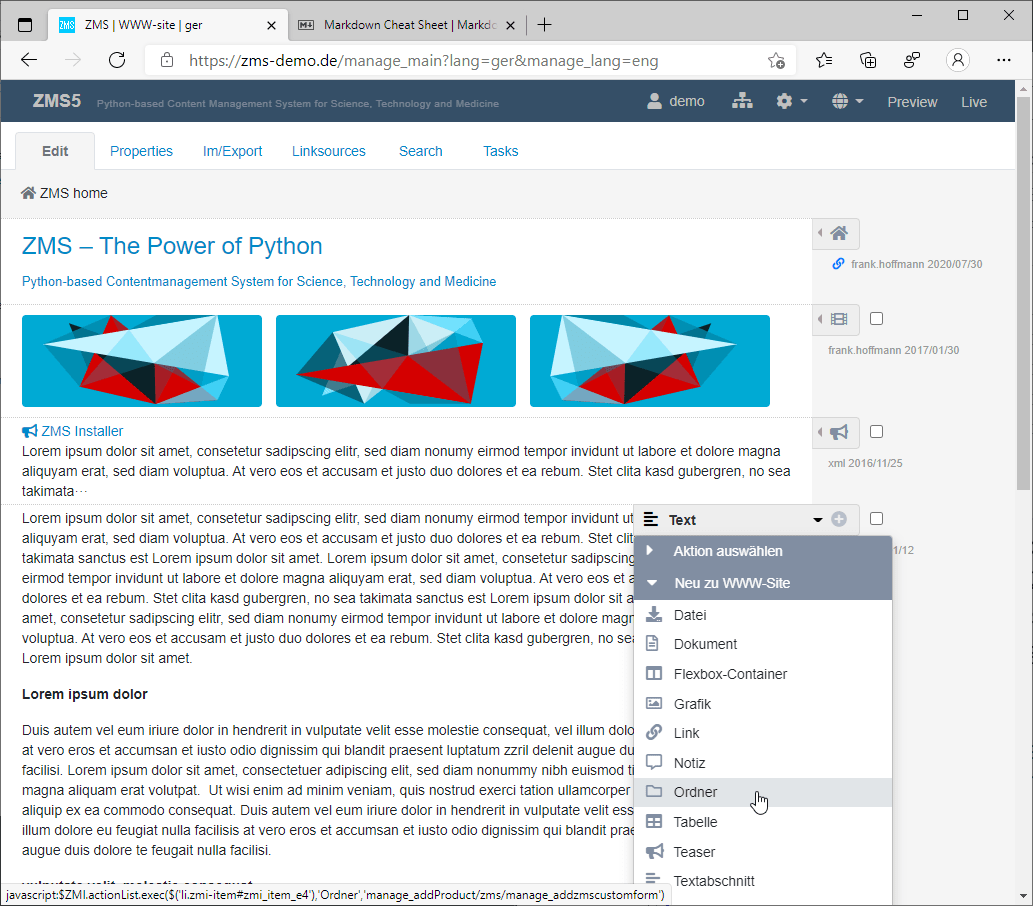 ZMS | WWW-site | ger
Markdown Cheat Sheet | Markdo
https://zms-demo.de/manage_main?lang=ger&manage_lang=eng
ZMS5 Python-based Content Management System for Science, Technology and Medicine demo Preview Live
Edit Properties Im/Export Linksources Search Tasks
ZMS home
ZMS – The Power of Python
Python-based Contentmanagement System for Science, Technology and Medicine
frank.hoffmann 2020/07/30
frank.hoffmann 2017/01/30
ZMS Installer
Lorem ipsum dolor sit amet, consetetur sadipscing elitr, sed diam nonumy eirmod tempor invidunt ut labore et dolore magna
aliquyam erat, sed diam voluptua. At vero eos et accusam et justo duo dolores et ea rebum. Stet clita kasd gubergren, no sea
takimata···
xml 2016/11/25
Lorem ipsum dolor sit amet, consetetur sadipscing elitr, sed diam nonumy eirmod tempor invidunt ut
aliquyam erat, sed diam voluptua. At vero eos et accusam et justo duo dolores et ea rebum. Stet clit
takimata sanctus est Lorem ipsum dolor sit amet. Lorem ipsum dolor sit amet, consetetur sadipscing
eirmod tempor invidunt ut labore et dolore magna aliquyam erat, sed diam voluptua. At vero eos et a
dolores et ea rebum. Stet clita kasd gubergren, no sea takimata sanctus est Lorem ipsum dolor sit a
amet, consetetur sadipscing elitr, sed diam nonumy eirmod tempor invidunt ut labore et dolore magn
voluptua. At vero eos et accusam et justo duo dolores et ea rebum. Stet clita kasd gubergren, no sea
Lorem ipsum dolor sit amet.
Lorem ipsum dolor
Duis autem vel eum iriure dolor in hendrerit in vulputate velit esse molestie consequat, vel illum dolo
at vero eros et accumsan et iusto odio dignissim qui blandit praesent luptatum zzril delenit augue du
facilisi. Lorem ipsum dolor sit amet, consectetuer adipiscing elit, sed diam nonummy nibh euismod ti
magna aliquam erat volutpat. Ut wisi enim ad minim veniam, quis nostrud exerci tation ullamcorper
aliquip ex ea commodo consequat. Duis autem vel eum iriure dolor in hendrerit in vulputate velit ess
illum dolore eu feugiat nulla facilisis at vero eros et accumsan et iusto odio dignissim qui blandit prae
augue duis dolore te feugait nulla facilisi.
Text
1/12
Aktion auswählen
Neu zu WWW-Site
Datei
Dokument
Flexbox-Container
Grafik
Link
Notiz
Ordner
Tabelle
Teaser
Textabschnitt
javascript:$ZMI.actionList.exec($('li.zmi-item#zmi_item_e4'),'Ordner','manage_addProduct/zms/manage_addzmscustomform')